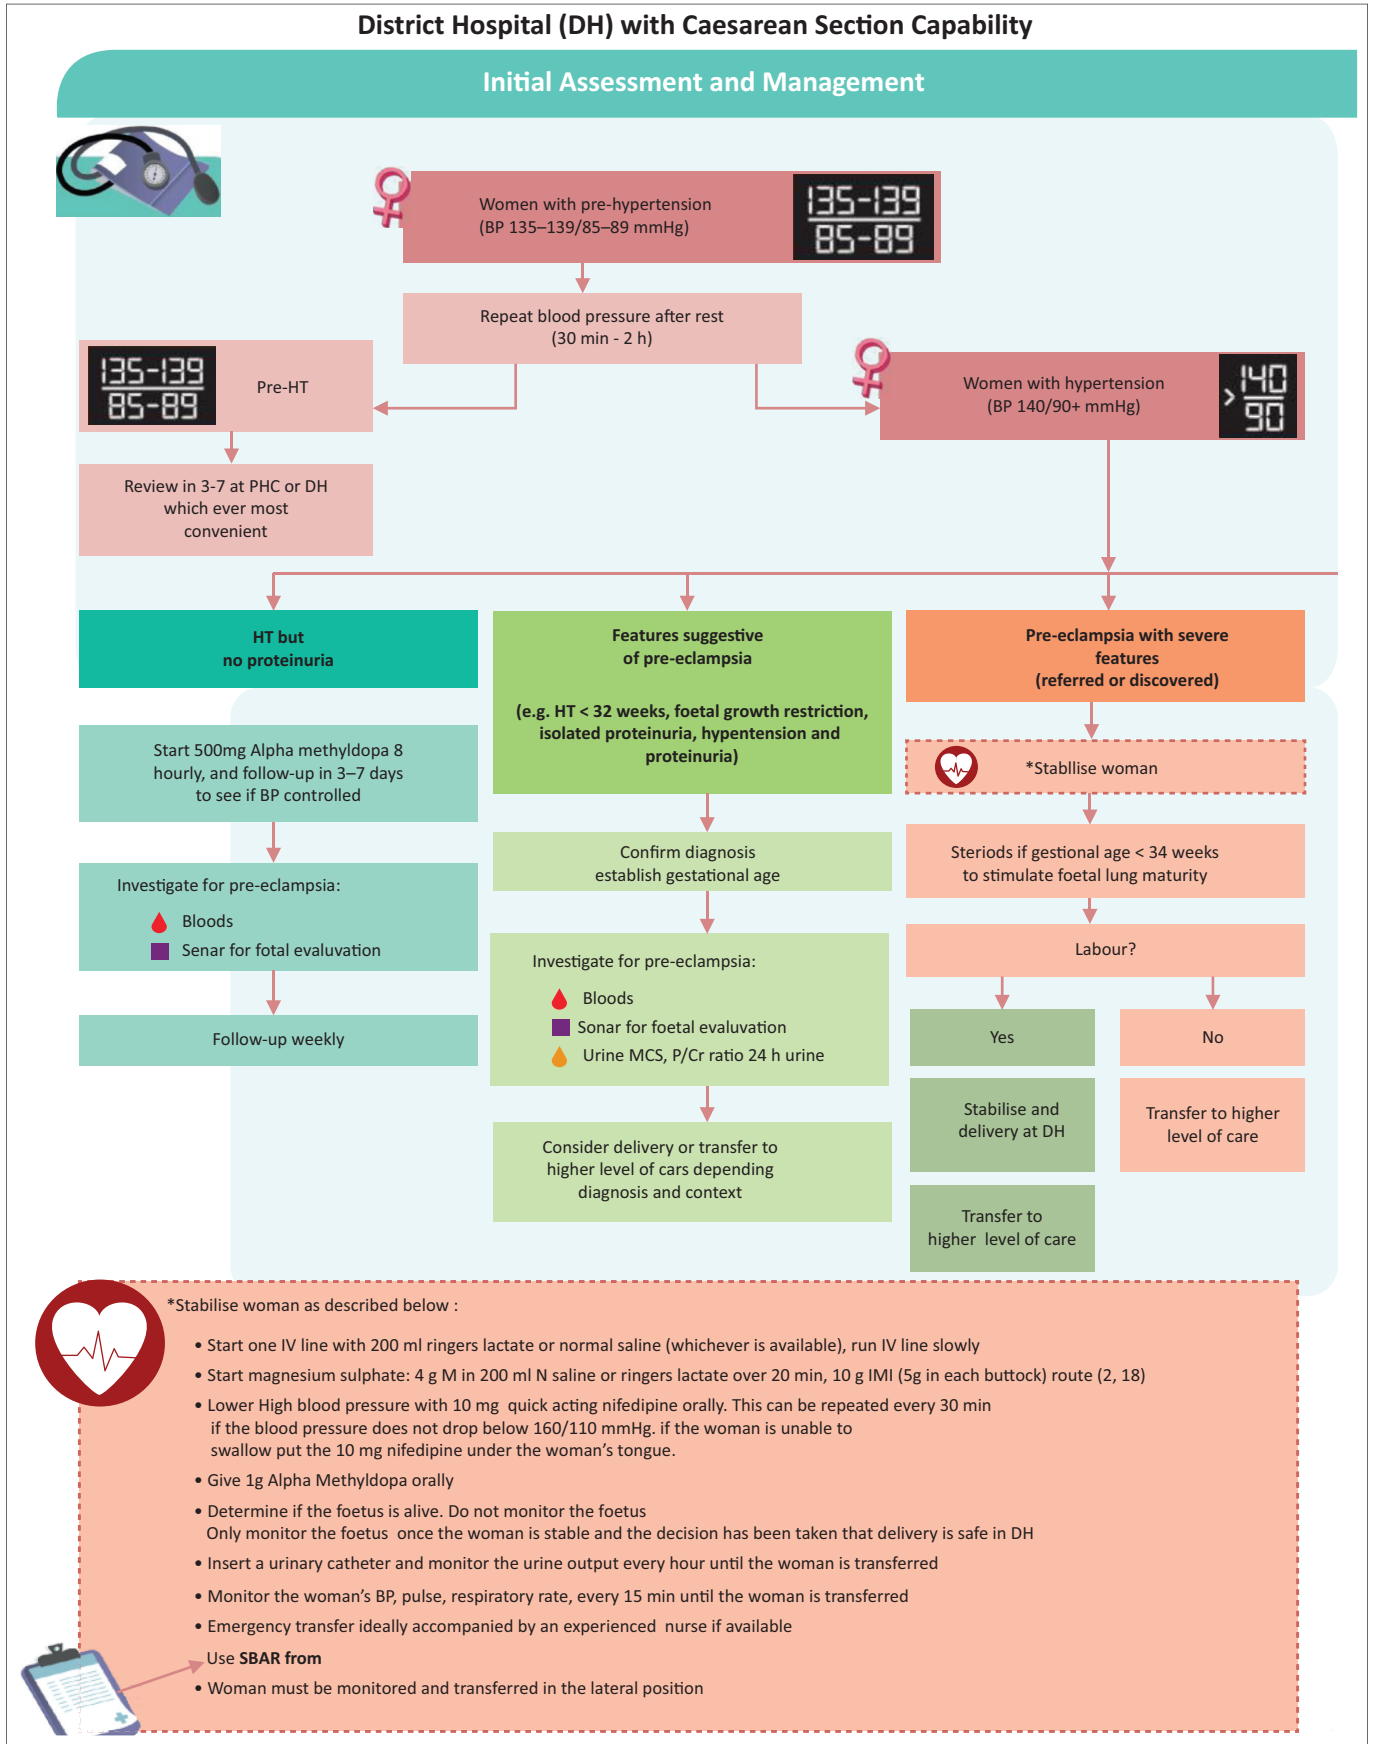 District Hospital (DH) with Caesarean Section Capability
Initial Assessment and Management
Women with pre-hypertension
(BP 135–139/85–89 mmHg)
135-139
85-89
Repeat blood pressure after rest
(30 min - 2 h)
135-139
85-89
Pre-HT
Women with hypertension
(BP 140/90+ mmHg)
> 140
90
Review in 3-7 at PHC or DH
which ever most
convenient
HT but
no proteinuria
Start 500mg Alpha methyldopa 8
hourly, and follow-up in 3–7 days
to see if BP controlled
Investigate for pre-eclampsia:
Bloods
Senar for fotal evaluvation
Follow-up weekly
Features suggestive
of pre-eclampsia
(e.g. HT < 32 weeks, foetal growth restriction,
isolated proteinuria, hypentension and
proteinuria)
Confirm diagnosis
establish gestational age
Investigate for pre-eclampsia:
Bloods
Sonar for foetal evaluvation
Urine MCS, P/Cr ratio 24 h urine
Consider delivery or transfer to
higher level of cars depending
diagnosis and context
Pre-eclampsia with severe
features
(referred or discovered)
*Stabllise woman
Steriods if gestional age < 34 weeks
to stimulate foetal lung maturity
Labour?
Yes
No
Stabilise and
delivery at DH
Transfer to higher
level of care
Transfer to
higher level of care
*Stabilise woman as described below :
• Start one IV line with 200 ml ringers lactate or normal saline (whichever is available), run IV line slowly
• Start magnesium sulphate: 4 g M in 200 ml N saline or ringers lactate over 20 min, 10 g IMI (5g in each buttock) route (2, 18)
• Lower High blood pressure with 10 mg quick acting nifedipine orally. This can be repeated every 30 min
if the blood pressure does not drop below 160/110 mmHg. if the woman is unable to
swallow put the 10 mg nifedipine under the woman's tongue.
• Give 1g Alpha Methyldopa orally
• Determine if the foetus is alive. Do not monitor the foetus
Only monitor the foetus once the woman is stable and the decision has been taken that delivery is safe in DH
• Insert a urinary catheter and monitor the urine output every hour until the woman is transferred
• Monitor the woman's BP, pulse, respiratory rate, every 15 min until the woman is transferred
• Emergency transfer ideally accompanied by an experienced nurse if available
Use SBAR from
• Woman must be monitored and transferred in the lateral position